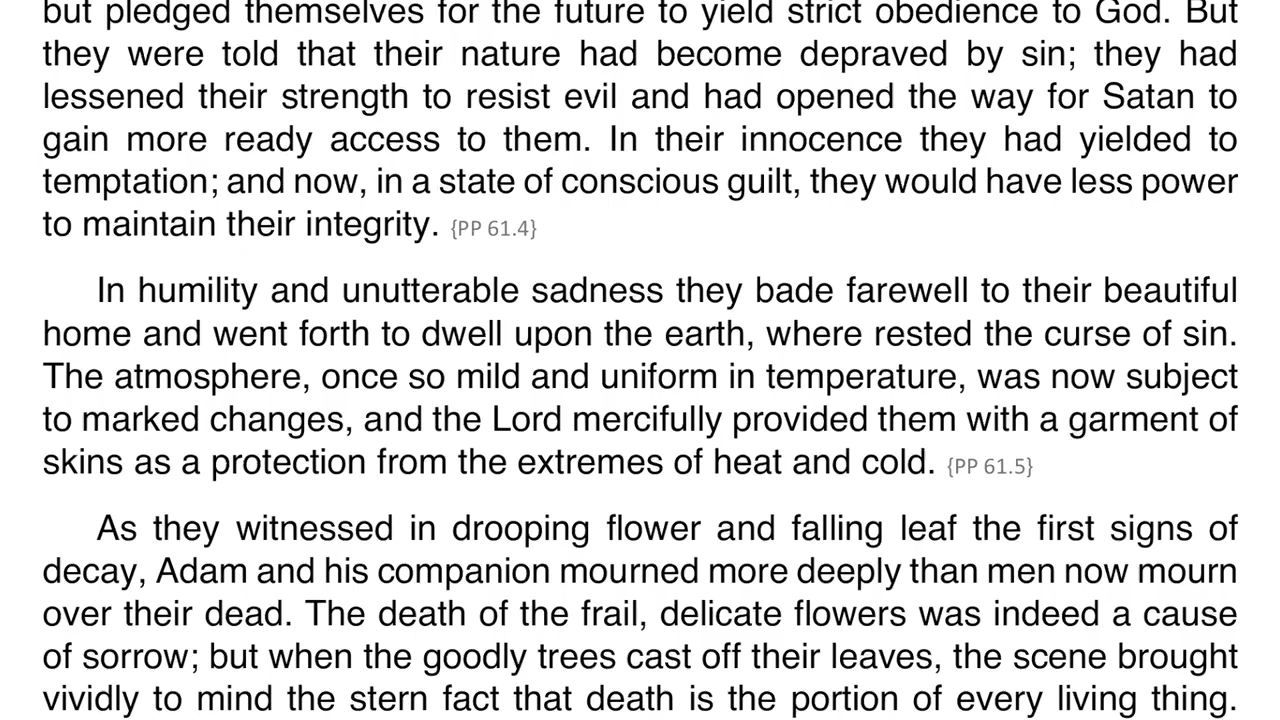 but pledged themselves for the future to yield strict obedience to God. But
they were told that their nature had become depraved by sin; they had
lessened their strength to resist evil and had opened the way for Satan to
gain more ready access to them. In their innocence they had yielded to
temptation; and now, in a state of conscious guilt, they would have less power
to maintain their integrity. {PP 61.4}
In humility and unutterable sadness they bade farewell to their beautiful
home and went forth to dwell upon the earth, where rested the curse of sin.
The atmosphere, once so mild and uniform in temperature, was now subject
to marked changes, and the Lord mercifully provided them with a garment of
skins as a protection from the extremes of heat and cold. {PP 61.5}
As they witnessed in drooping flower and falling leaf the first signs of
decay, Adam and his companion mourned more deeply than men now mourn
over their dead. The death of the frail, delicate flowers was indeed a cause
of sorrow; but when the goodly trees cast off their leaves, the scene brought
vividly to mind the stern fact that death is the portion of every living thing.